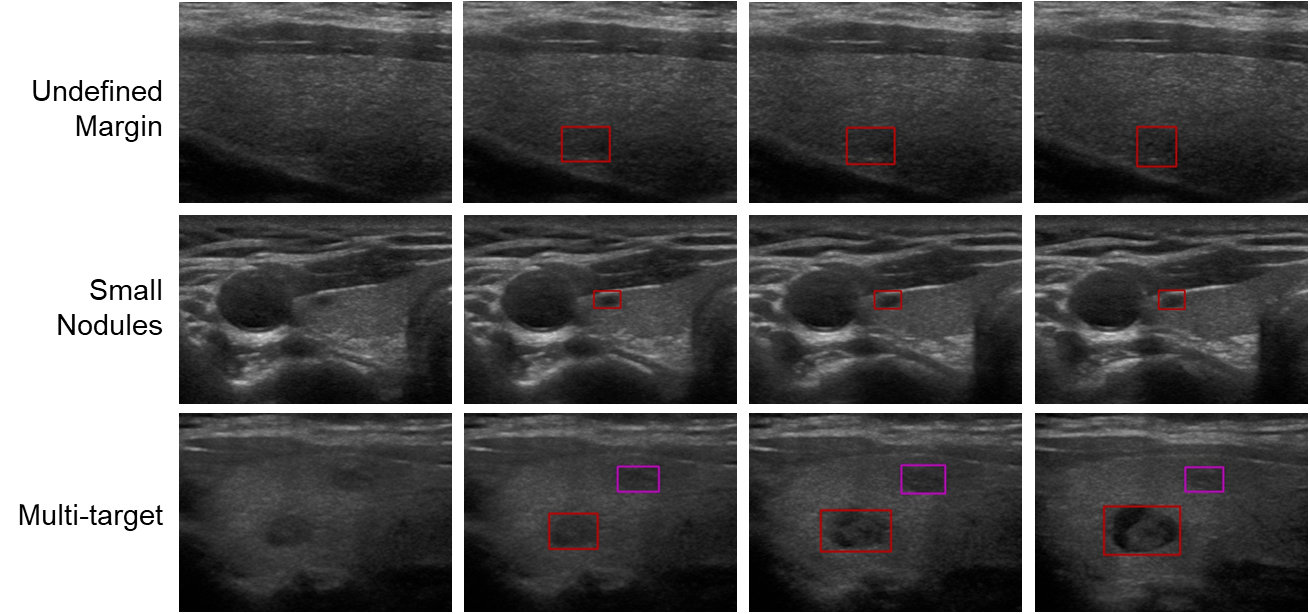 Undefined
Margin
Small
Nodules
Multi-target